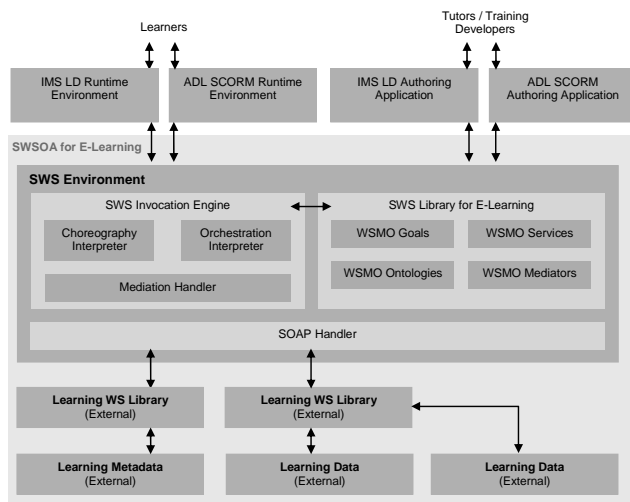 Learners
Tutors / Training
Developers
IMS LD Runtime
Environment
ADL SCORM Runtime
Environment
IMS LD Authoring
Application
ADL SCORM
Authoring Application
SWSOA for E-Learning
SWS Environment
SWS Invocation Engine
Choreography
Interpreter
Orchestration
Interpreter
Mediation Handler
SWS Library for E-Learning
WSMO Goals
WSMO Services
WSMO Ontologies
WSMO Mediators
SOAP Handler
Learning WS Library
(External)
Learning WS Library
(External)
Learning Metadata
(External)
Learning Data
(External)
Learning Data
(External)